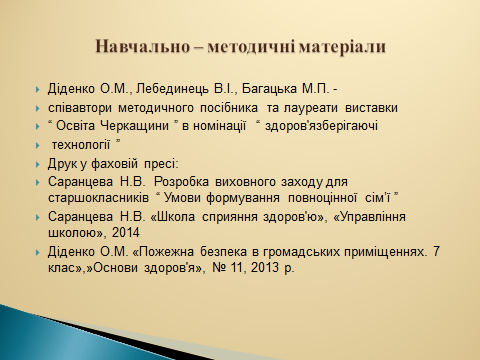 Навчально – методичні матеріали
Діденко О.М., Лебединець В.І., Багацька М.П. -
співавтори методичного посібника та лауреати виставки
“ Освіта Черкащини ” в номінації “ здоров'язберігаючі
технології ”
Друк у фаховій пресі:
Саранцева Н.В. Розробка виховного заходу для
старшокласників “ Умови формування повноцінної сім’ї ”
Саранцева Н.В. «Школа сприяння здоров'ю», «Управління
школою», 2014
Діденко О.М. «Пожежна безпека в громадських приміщеннях. 7
клас»,»Основи здоров'я», № 11, 2013 р.